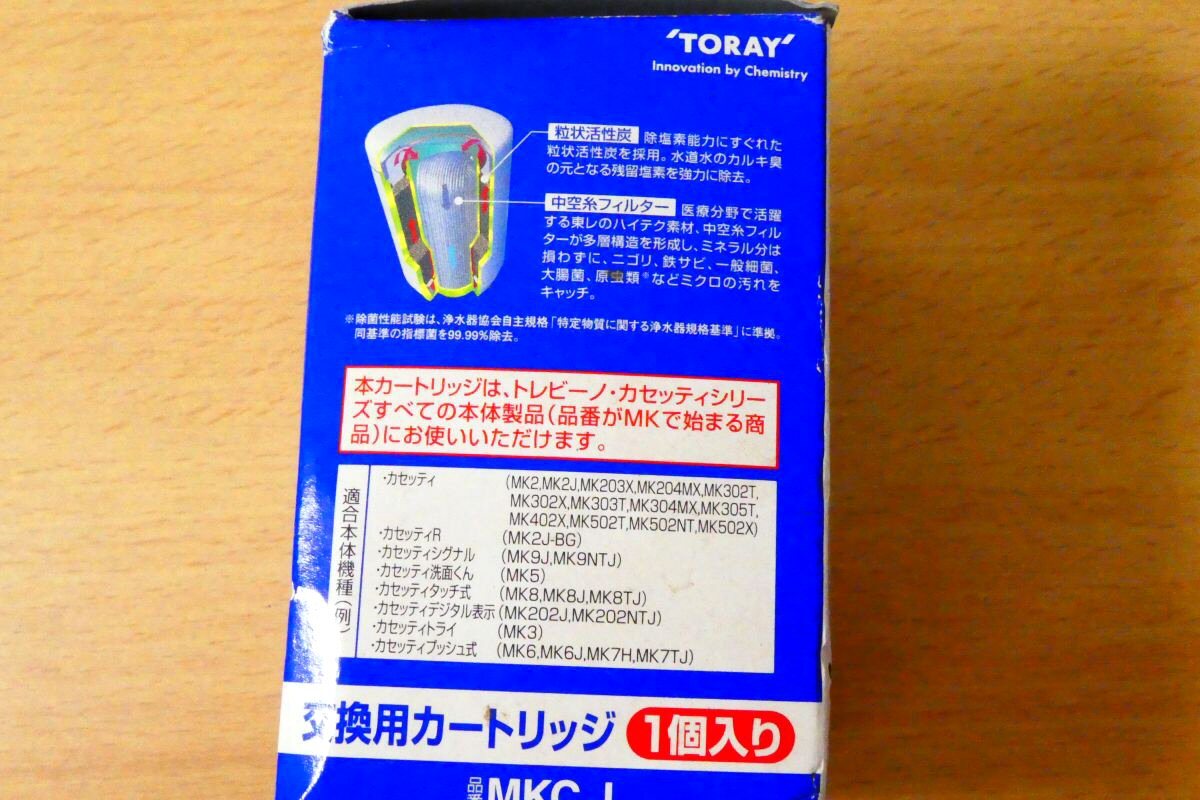 'TORAY'
Innovation by Chemistry
粒状活性炭 除塩素能力にすぐれた
粒状活性炭を採用。水道水のカルキ臭
の元となる残留塩素を強力に除去。
中空糸フィルター 医療分野で活躍
する東レのハイテク素材、中空糸フィル
ターが多層構造を形成し、ミネラル分は
損わずに、ニゴリ、鉄サビ、一般細菌、
大腸菌、原虫類※などミクロの汚れを
キャッチ。
※除菌性能試験は、浄水器協会自主規格「特定物質に関する浄水器規格基準」に準拠。
同基準の指標菌を99.99%除去。
本カートリッジは、トレビーノ・カセッティシリー
ズすべての本体製品(品番がMKで始まる商
品)にお使いいただけます。
適合本体機種(例)
・カセッティ (MK2,MK2J,MK203X,MK204MX,MK302T,
MK302X,MK303T,MK304MX,MK305T,
MK402X,MK502T,MK502NT,MK502X)
・カセッティR (MK2J-BG)
・カセッティシグナル (MK9J,MK9NTJ)
・カセッティ洗面くん (MK5)
・カセッティタッチ式 (MK8,MK8J,MK8TJ)
・カセッティデジタル表示 (MK202J,MK202NTJ)
・カセッティトライ (MK3)
・カセッティプッシュ式 (MK6,MK6J,MK7H,MK7TJ)
交換用カートリッジ 1個入り
品番 MKC.J